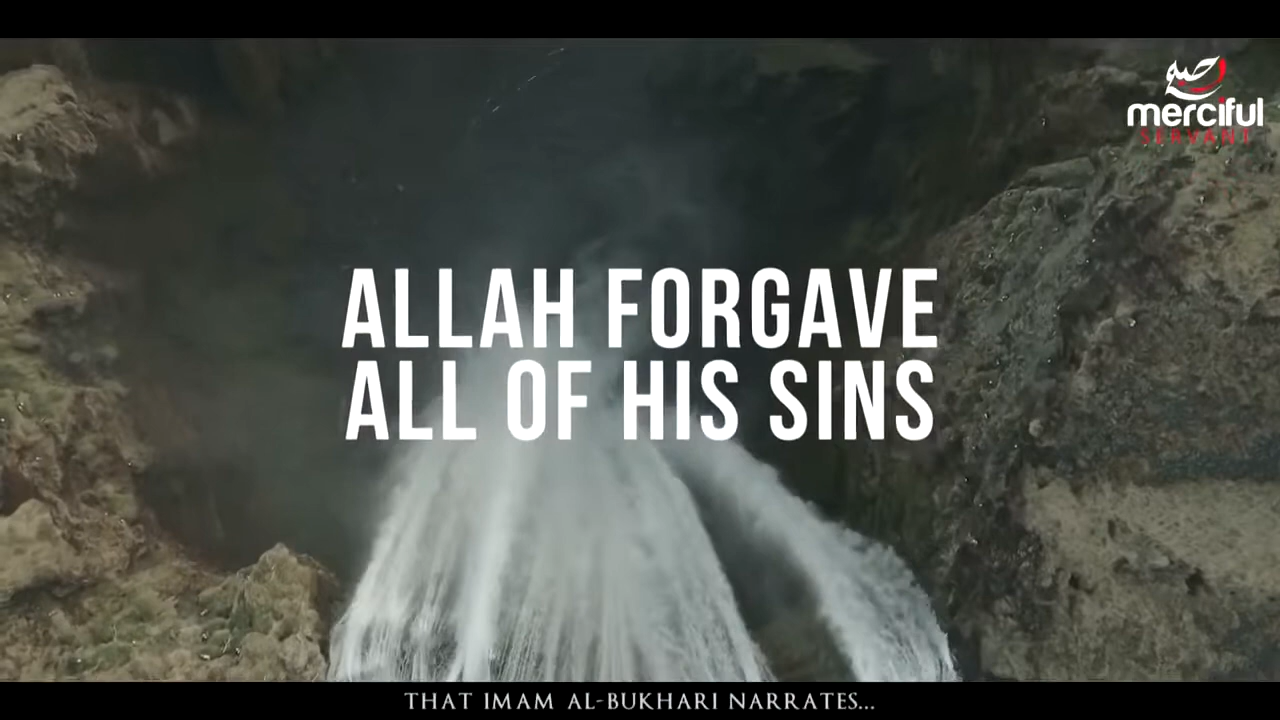 merciful
SERVANT
ALLAH FORGAVE
ALL OF HIS SINS
THAT IMAM AL-BUKHARI NARRATES...